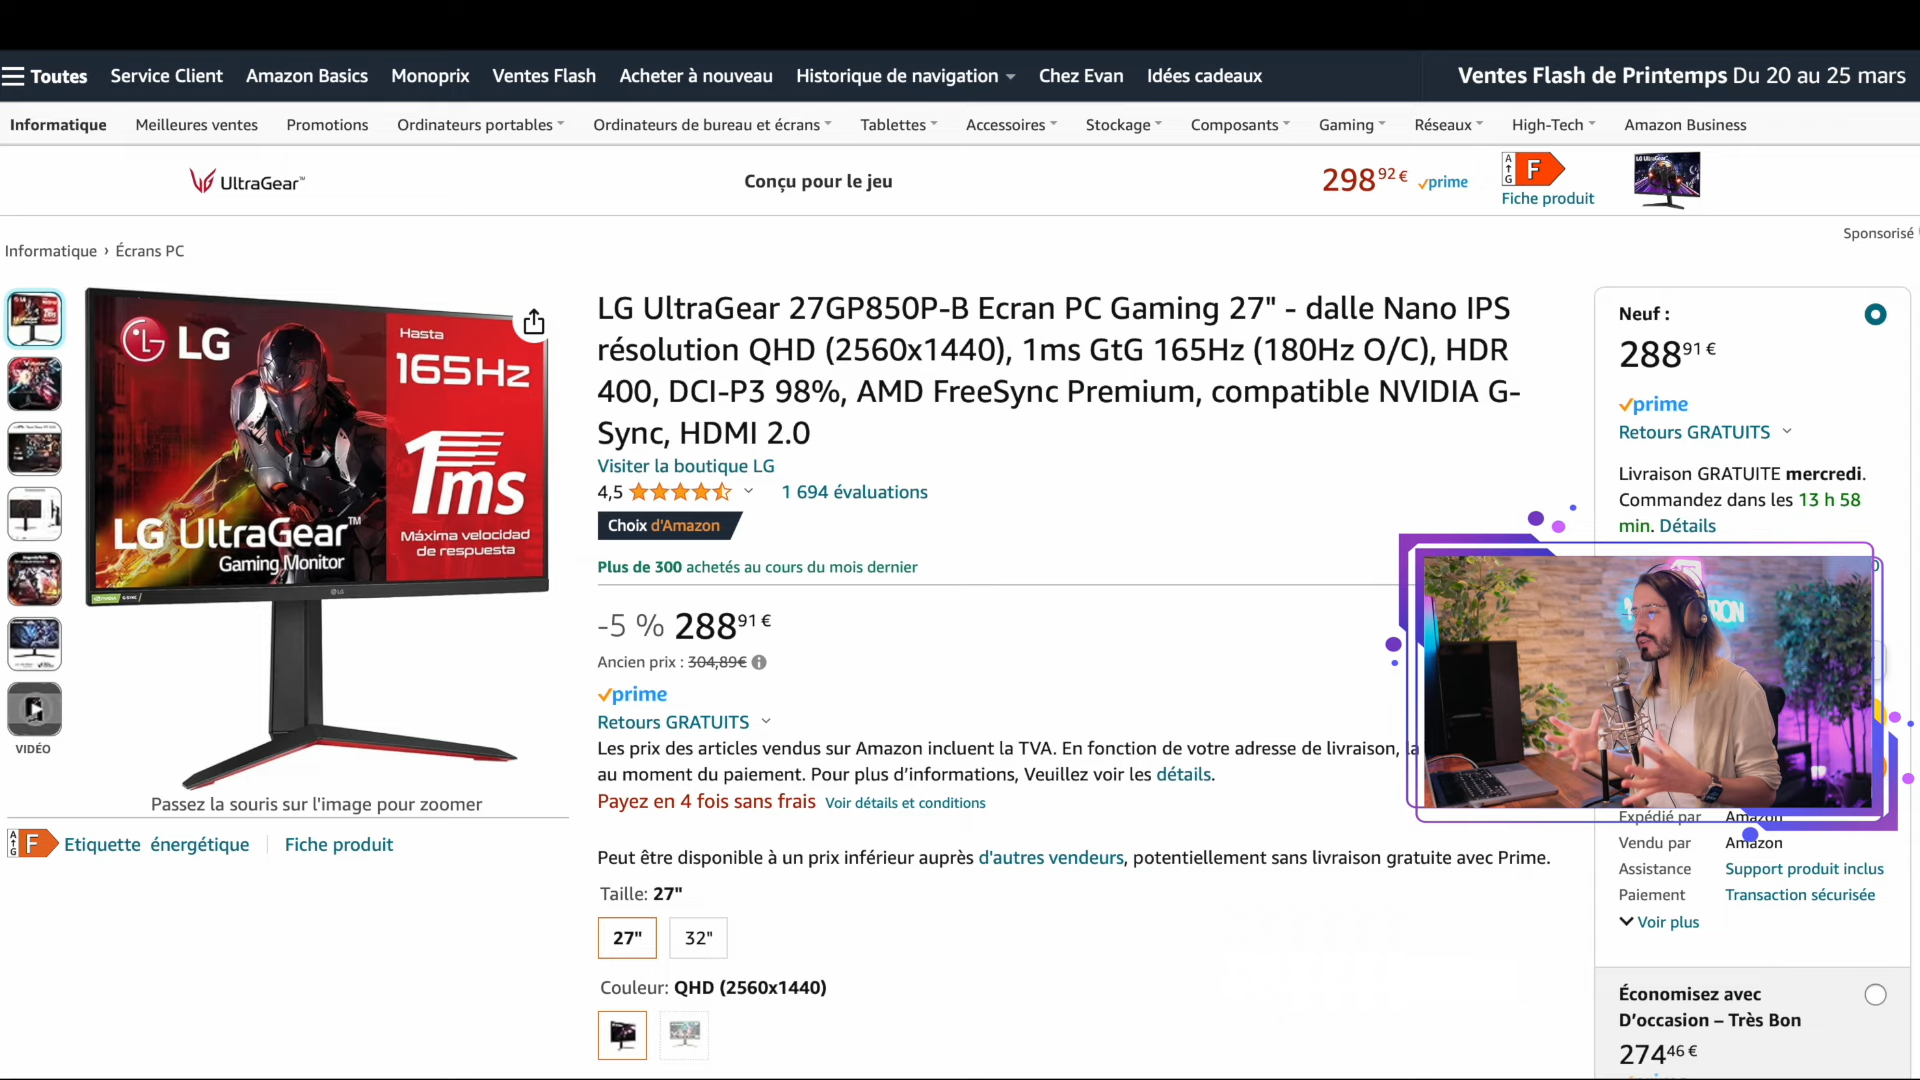 Toutes Service Client Amazon Basics Monoprix Ventes Flash Acheter à nouveau Historique de navigation Chez Evan Idées cadeaux Ventes Flash de Printemps Du 20 au 25 mars
Informatique Meilleures ventes Promotions Ordinateurs portables Ordinateurs de bureau et écrans Tablettes Accessoires Stockage Composants Gaming Réseaux High-Tech Amazon Business
UltraGear™ Conçu pour le jeu 298,92 € prime A G F
Fiche produit
Sponsorisé
Informatique › Écrans PC
LG UltraGear 27GP850P-B Ecran PC Gaming 27" - dalle Nano IPS
résolution QHD (2560x1440), 1ms GtG 165Hz (180Hz O/C), HDR
400, DCI-P3 98%, AMD FreeSync Premium, compatible NVIDIA G-
Sync, HDMI 2.0
Visiter la boutique LG
4,5 1 694 évaluations
Choix d'Amazon
Plus de 300 achetés au cours du mois dernier
-5 % 288,91 €
Ancien prix : 304,89€
prime
Retours GRATUITS
Les prix des articles vendus sur Amazon incluent la TVA. En fonction de votre adresse de livraison, la
au moment du paiement. Pour plus d’informations, Veuillez voir les détails.
Payez en 4 fois sans frais Voir détails et conditions
Peut être disponible à un prix inférieur auprès d'autres vendeurs, potentiellement sans livraison gratuite avec Prime.
Taille: 27"
27" 32"
Couleur: QHD (2560x1440)
LG
Hasta
165Hz
1ms
Máxima velocidad
de respuesta
LG UltraGear™
Gaming Monitor
LG
VIDÉO
Passez la souris sur l'image pour zoomer
A G F Etiquette énergétique Fiche produit
Neuf :
288,91 €
prime
Retours GRATUITS
Livraison GRATUITE mercredi.
Commandez dans les 13 h 58
min. Détails
Expédié par Amazon
Vendu par Amazon
Assistance Support produit inclus
Paiement Transaction sécurisée
Voir plus
Économisez avec
D’occasion – Très Bon
274,46 €